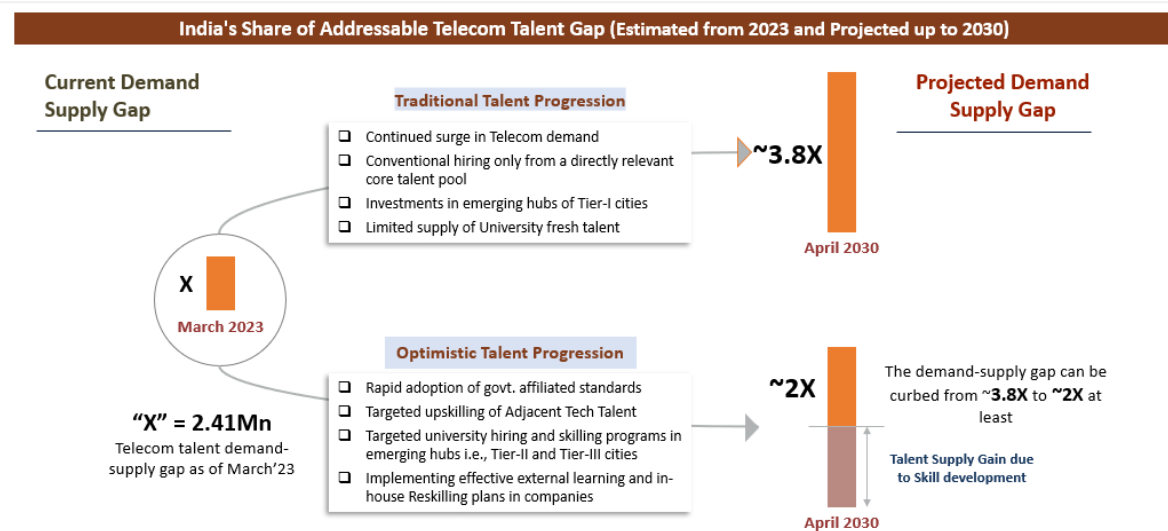 India's Share of Addressable Telecom Talent Gap (Estimated from 2023 and Projected up to 2030)
Current Demand
Supply Gap
X
March 2023
"X" = 2.41Mn
Telecom talent demand-
supply gap as of March'23
Traditional Talent Progression
Continued surge in Telecom demand
Conventional hiring only from a directly relevant
core talent pool
Investments in emerging hubs of Tier-I cities
Limited supply of University fresh talent
Optimistic Talent Progression
Rapid adoption of govt. affiliated standards
Targeted upskilling of Adjacent Tech Talent
Targeted university hiring and skilling programs in
emerging hubs i.e., Tier-II and Tier-III cities
Implementing effective external learning and in-
house Reskilling plans in companies
Projected Demand
Supply Gap
~3.8X
April 2030
~2X
The demand-supply gap can be
curbed from ~3.8X to ~2X at
least
Talent Supply Gain due
to Skill development
April 2030